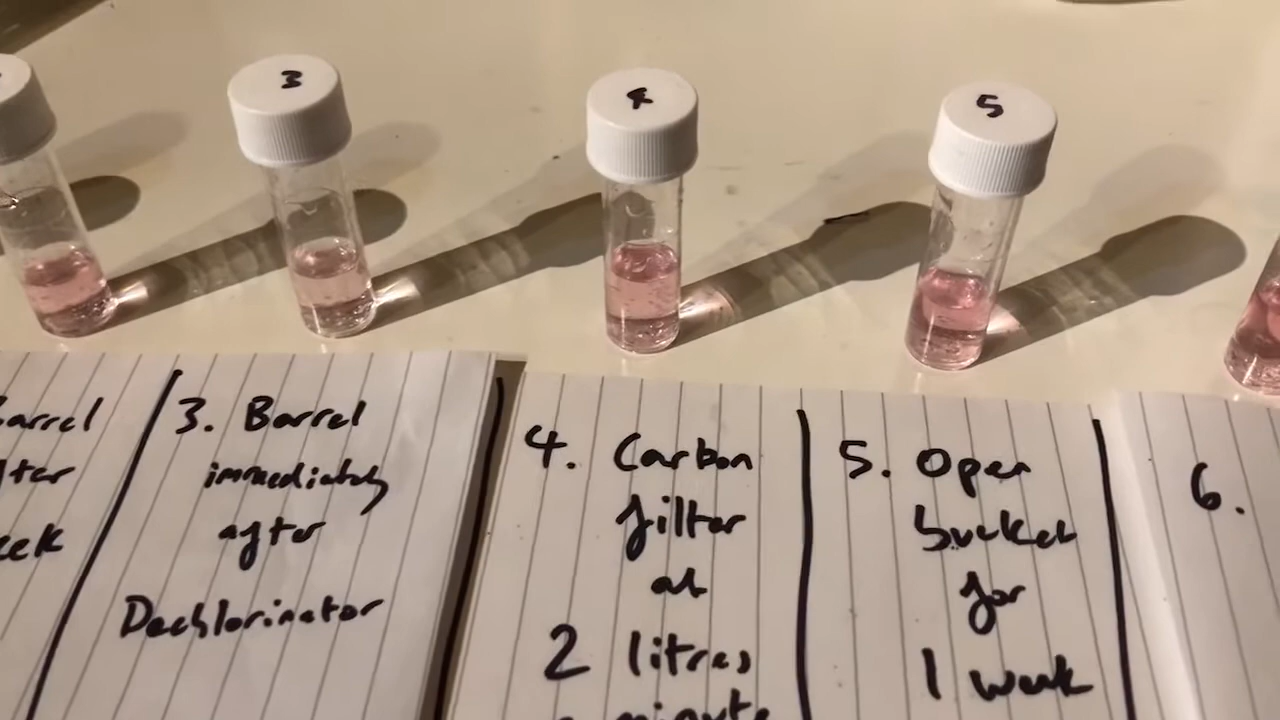 3
4
5
3. Barrel
immediately
after
Dechlorinator
4. Carbon
filter
at
2 litres
minute
5. Open
bucket
for
1 week
6.